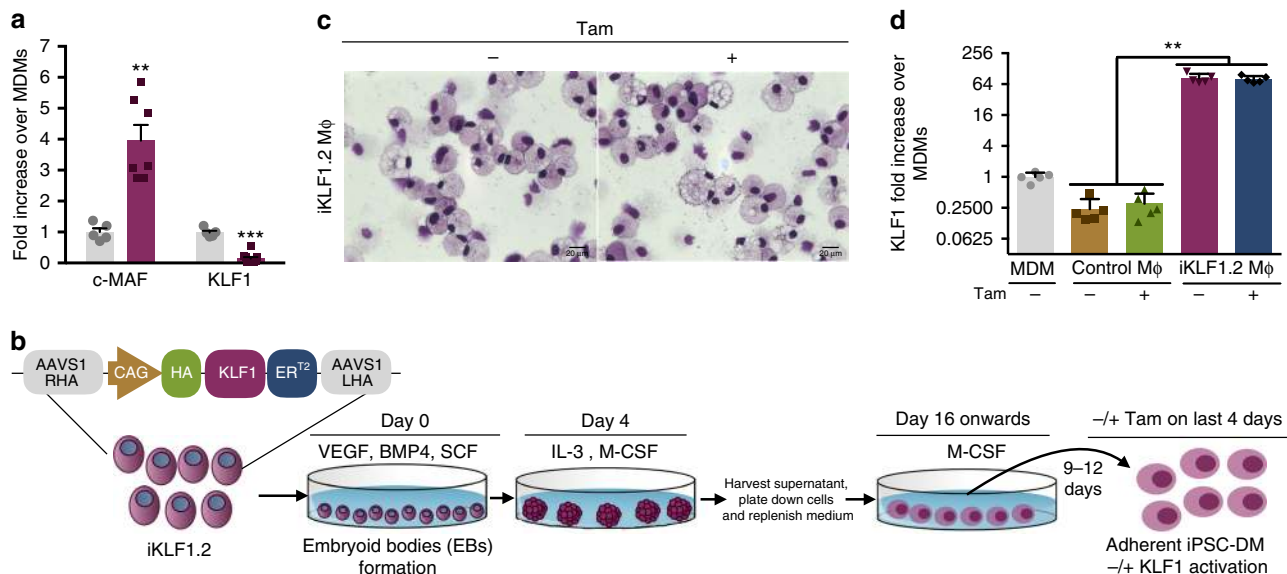 a
Fold increase over MDMs
7
6
5
4
3
2
1
0
**
***
c-MAF
KLF1
c
Tam
–
+
iKLF1.2 Mϕ
20 μm
20 μm
d
KLF1 fold increase over
MDMs
256
64
16
4
1
0.2500
0.0625
**
MDM
Control Mϕ
iKLF1.2 Mϕ
Tam
–
–
+
–
+
b
AAVS1
RHA
CAG
HA
KLF1
ERT2
AAVS1
LHA
iKLF1.2
Day 0
VEGF, BMP4, SCF
Embryoid bodies (EBs)
formation
Day 4
IL-3 , M-CSF
Harvest supernatant,
plate down cells
and replenish medium
Day 16 onwards
M-CSF
9–12
days
–/+ Tam on last 4 days
Adherent iPSC-DM
–/+ KLF1 activation